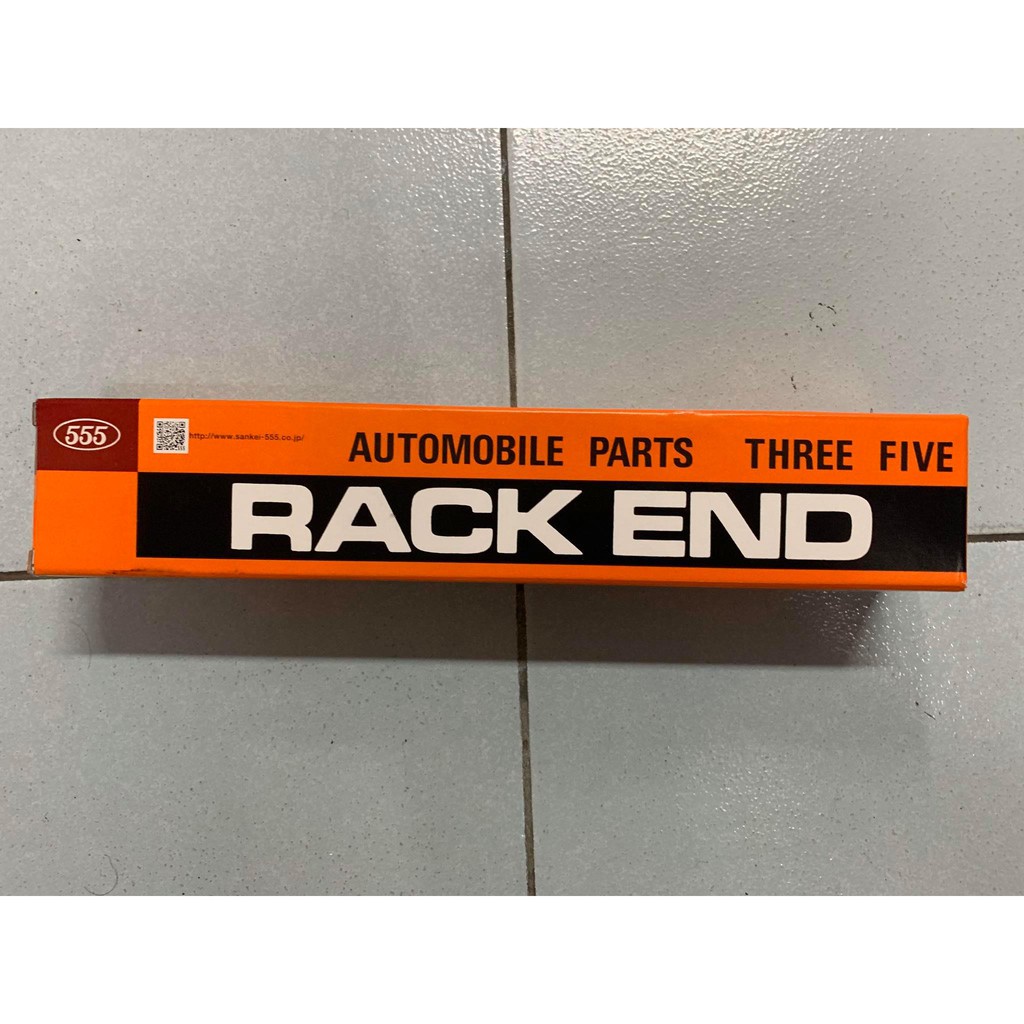 555
http://www.sankei-555.co.jp/
AUTOMOBILE PARTS THREE FIVE
RACK END